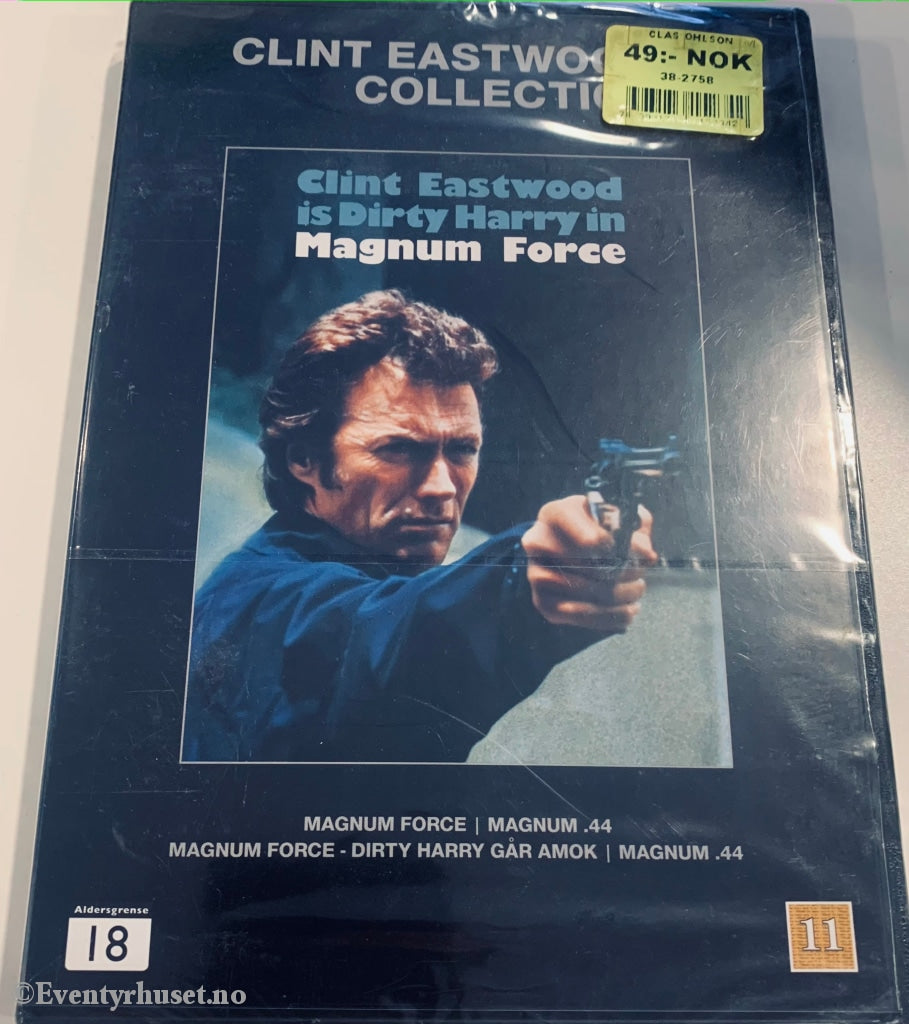 CLINT EASTWOO
COLLECTIO
CLAS OHLSON
49:- NOK
38-2758
Clint Eastwood
is Dirty Harry in
Magnum Force
MAGNUM FORCE | MAGNUM .44
MAGNUM FORCE - DIRTY HARRY GÅR AMOK | MAGNUM .44
Aldersgrense
18
11
©Eventyrhuset.no